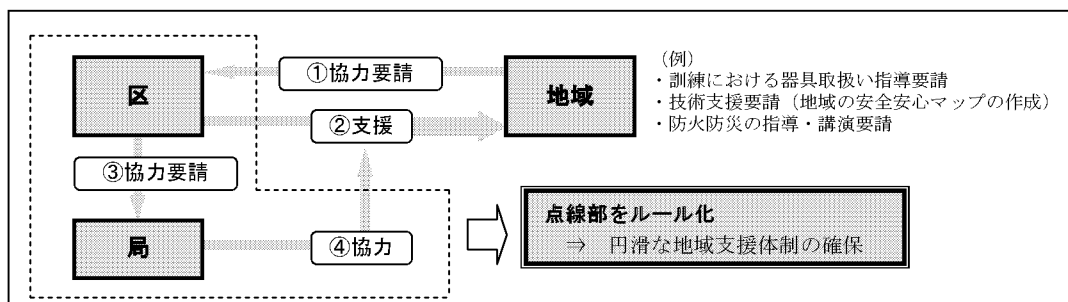 ①協力要請
区
地域
②支援
③協力要請
局
④協力
（例）
・訓練における器具取扱い指導要請
・技術支援要請（地域の安全安心マップの作成）
・防火防災の指導・講演要請
点線部をルール化
⇒　円滑な地域支援体制の確保